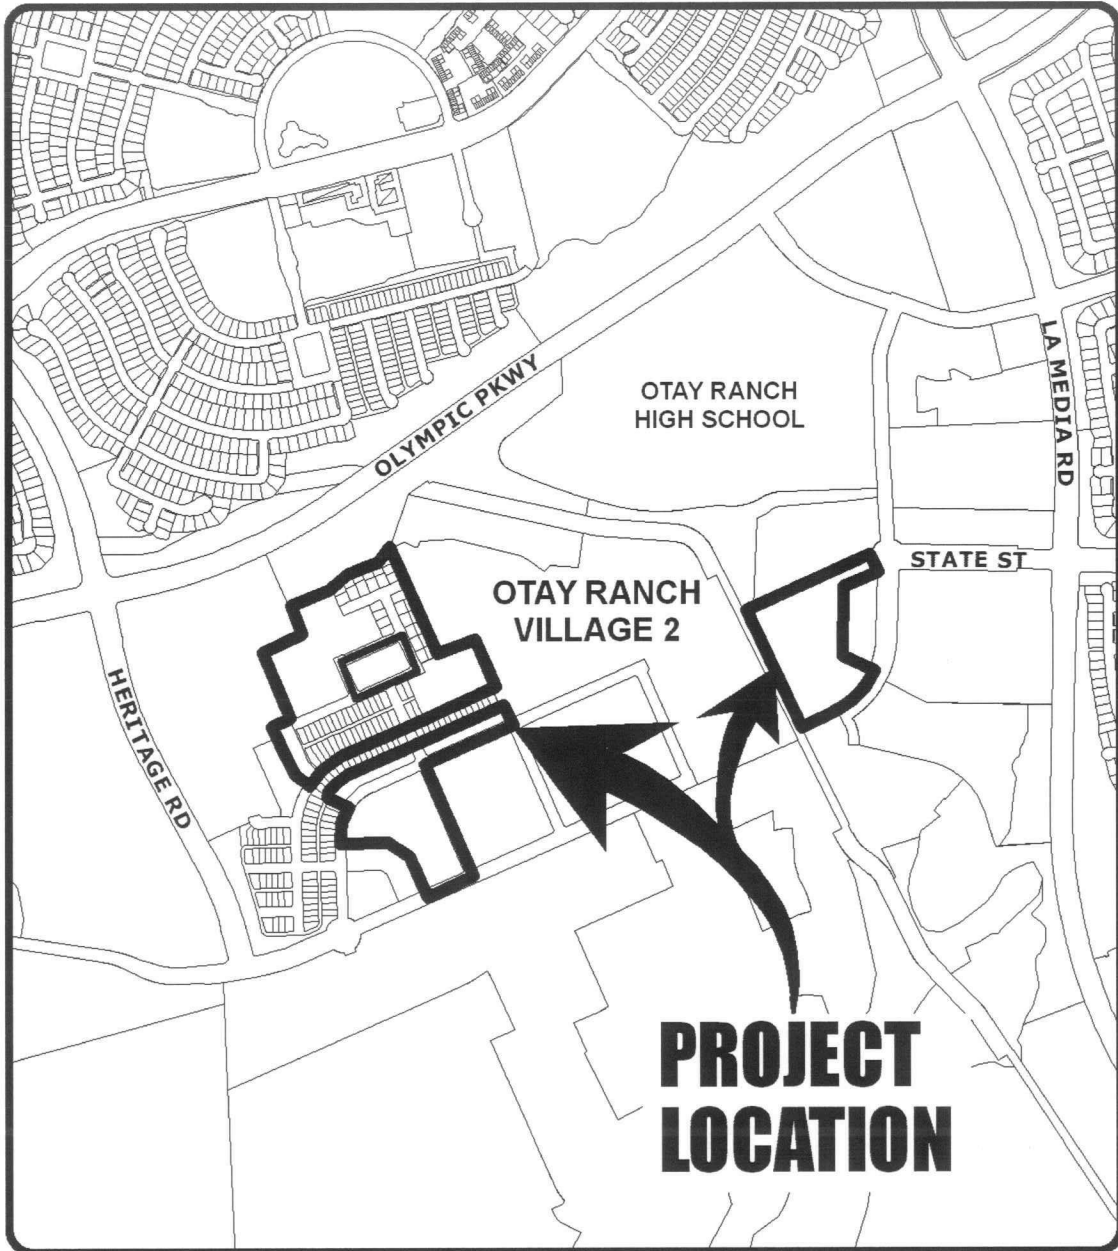 OTAY RANCH
HIGH SCHOOL
OLYMPIC PKWY
LA MEDIA RD
STATE ST
OTAY RANCH
VILLAGE 2
HERITAGE RD
PROJECT
LOCATION